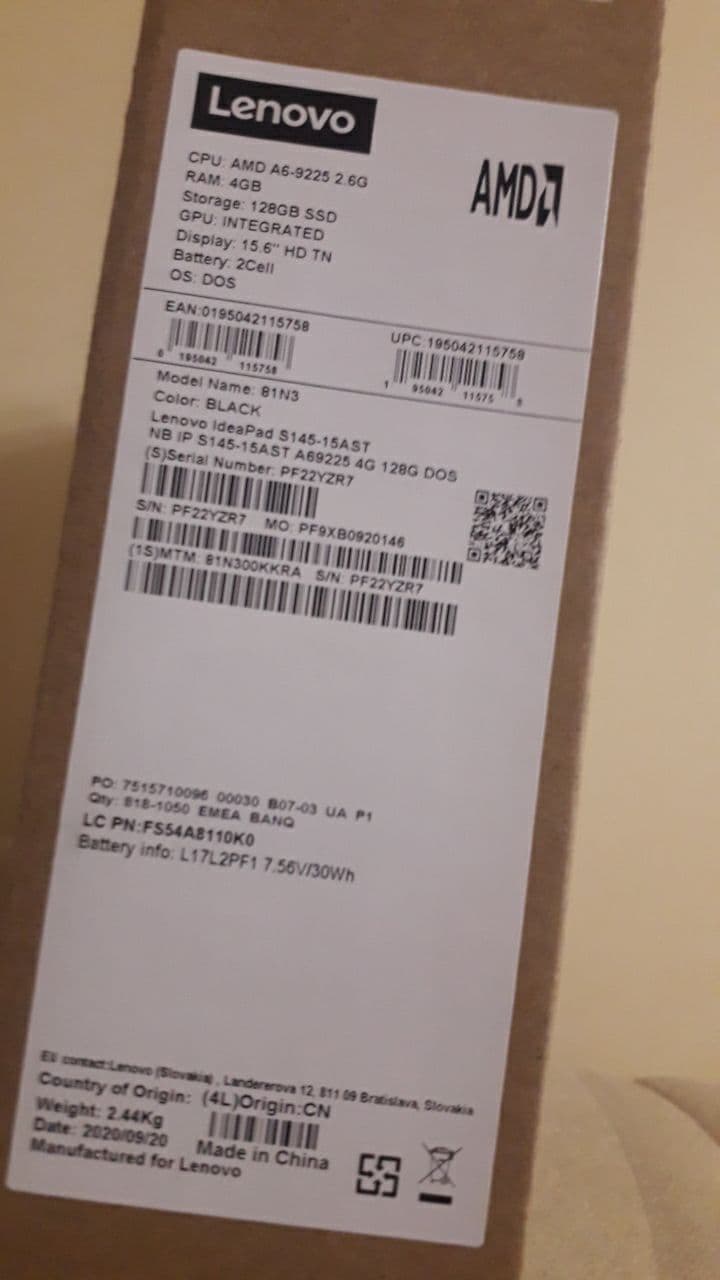 Lenovo
AMD
CPU: AMD A6-9225 2.6G
RAM: 4GB
Storage: 128GB SSD
GPU: INTEGRATED
Display: 15.6" HD TN
Battery: 2Cell
OS: DOS
EAN:0195042115758
0 195042 115758
UPC:195042115758
1 95042 11575 8
Model Name: 81N3
Color: BLACK
Lenovo IdeaPad S145-15AST
NB IP S145-15AST A69225 4G 128G DOS
(S)Serial Number: PF22YZR7
S/N: PF22YZR7 MO: PF9XB0920146
(1S)MTM: 81N300KKRA S/N: PF22YZR7
PO: 7515710096 00030 B07-03 UA P1
Qty: 818-1050 EMEA BANQ
LC PN:FS54A8110K0
Battery info: L17L2PF1 7.56V/30Wh
EU contact:Lenovo (Slovakia) , Landererova 12, 811 09 Bratislava, Slovakia
Country of Origin: (4L)Origin:CN
Weight: 2.44Kg
Date: 2020/09/20 Made in China
Manufactured for Lenovo